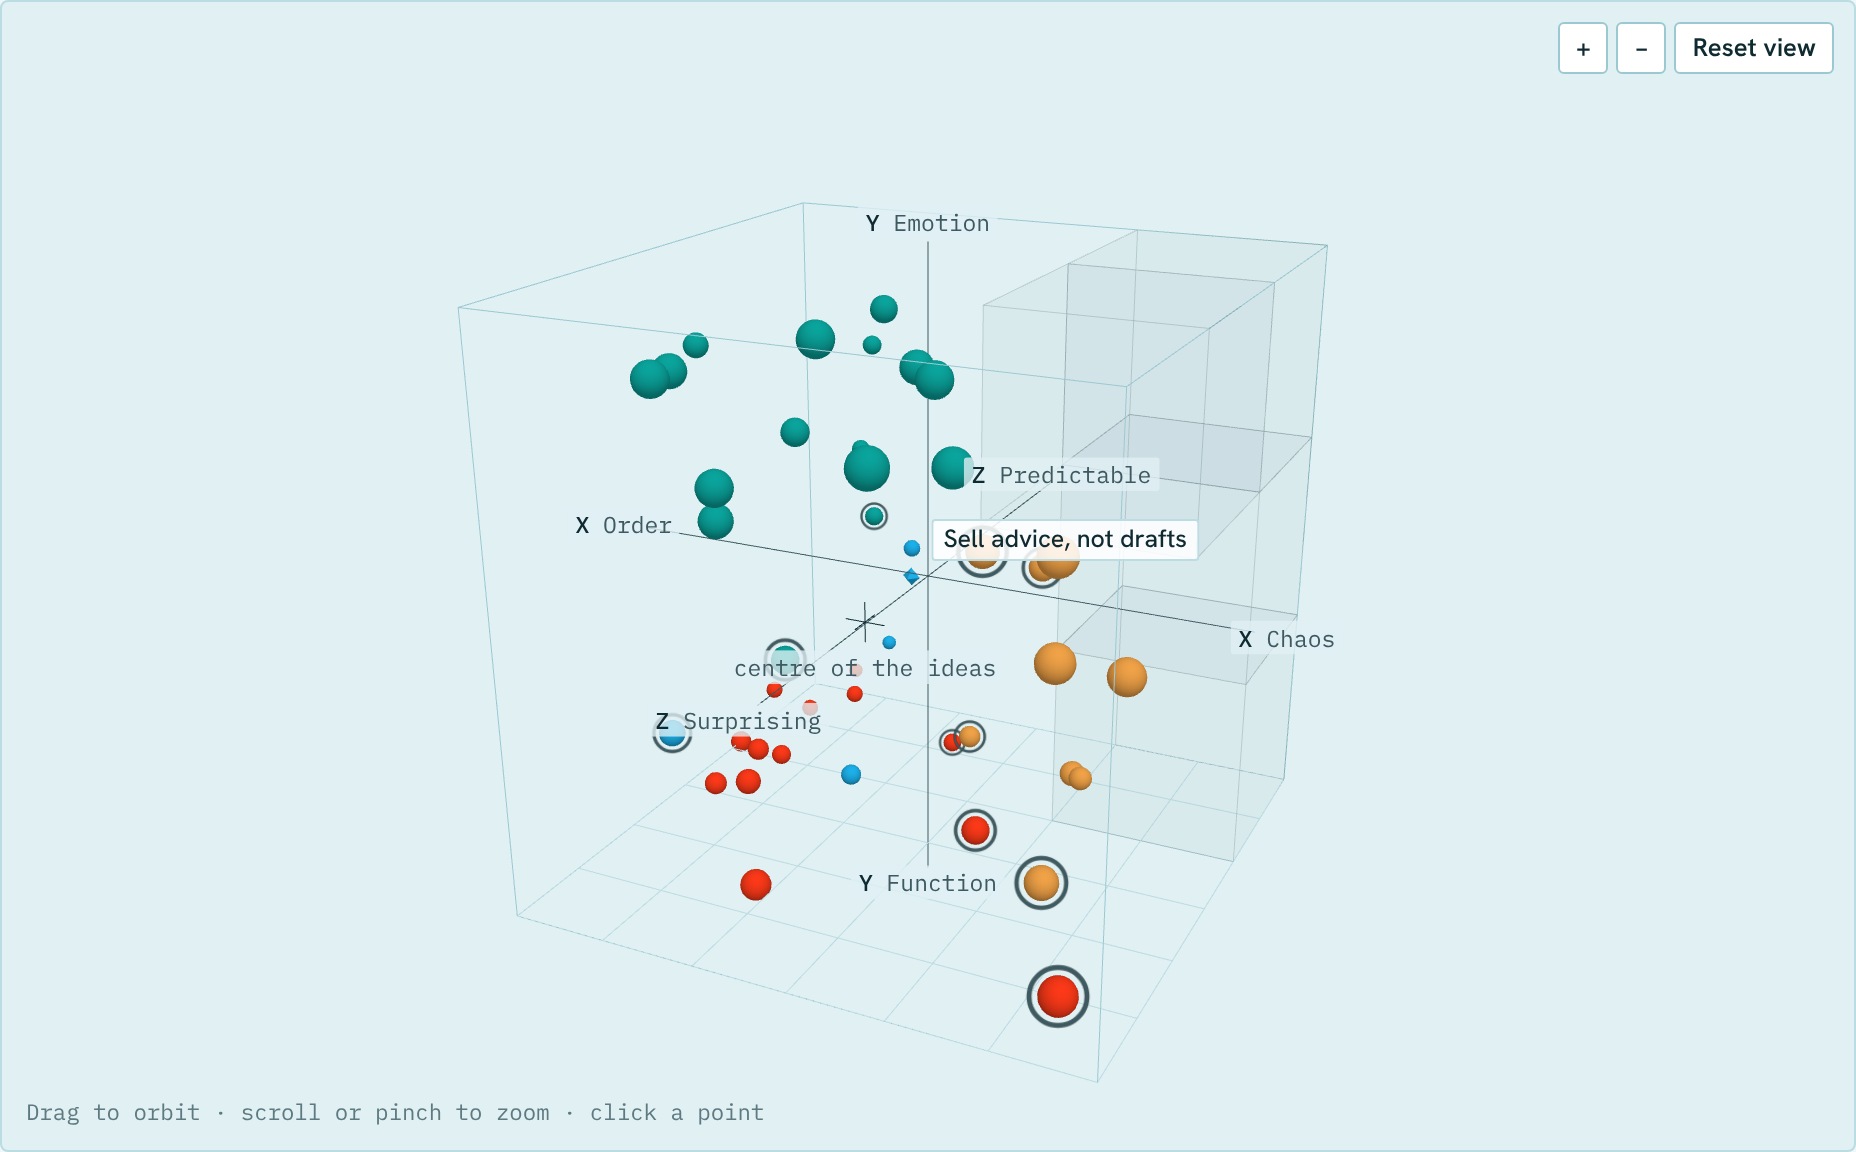 +
-
Reset view
Y Emotion
Z Predictable
X Order
Sell advice, not drafts
X Chaos
centre of the ideas
Z Surprising
Y Function
Drag to orbit · scroll or pinch to zoom · click a point